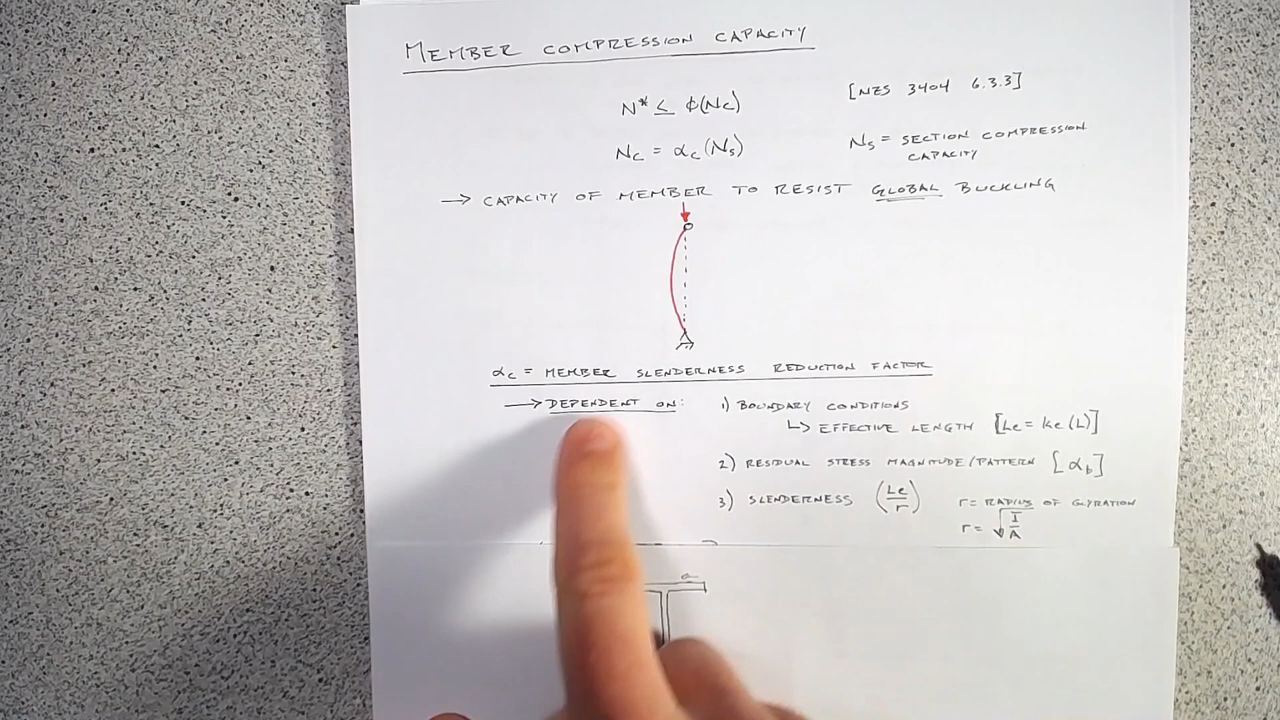 MEMBER COMPRESSION CAPACITY
N* ≤ ϕ(Nc) [NZS 3404 6.3.3]
Nc = αc(Ns) Ns = SECTION COMPRESSION
CAPACITY
→ CAPACITY OF MEMBER TO RESIST GLOBAL BUCKLING
αc = MEMBER SLENDERNESS REDUCTION FACTOR
→ DEPENDENT ON: 1) BOUNDARY CONDITIONS
↳ EFFECTIVE LENGTH [Le = ke(L)]
2) RESIDUAL STRESS MAGNITUDE/PATTERN [αb]
3) SLENDERNESS (Le/r) r = RADIUS OF GYRATION
r = √(I/A)